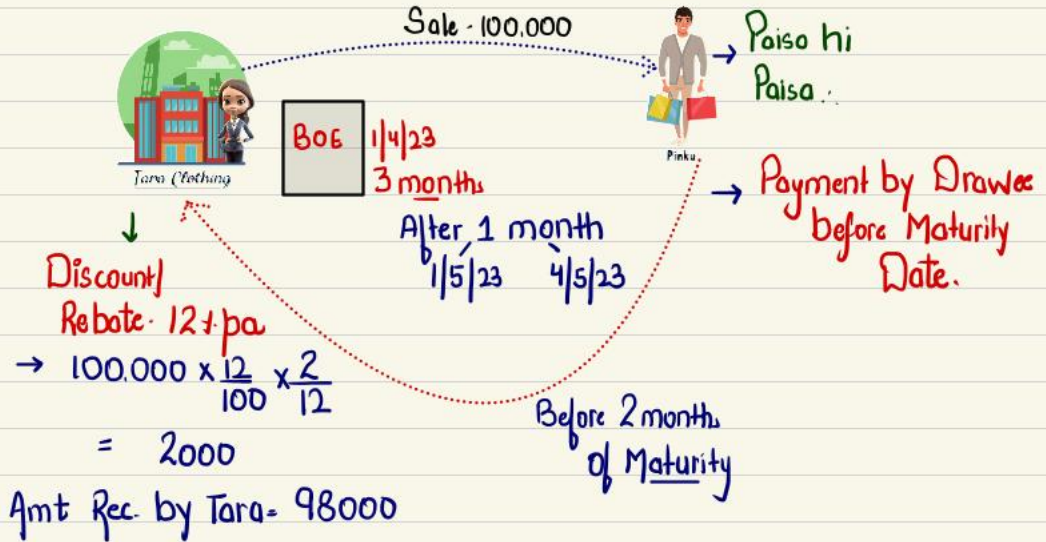 Sale - 100,000
→ Paisa hi
Paisa :
BOE
1/4/23
3 months
Tara Clothing
Pinku
→ Payment by Drawee
before Maturity
Date.
After 1 month
1/5/23 4/5/23
↓
Discount/
Rebate - 12% pa
→ 100,000 × 12/100 × 2/12
= 2000
Before 2 months
of Maturity
Amt Rec. by Tara = 98000